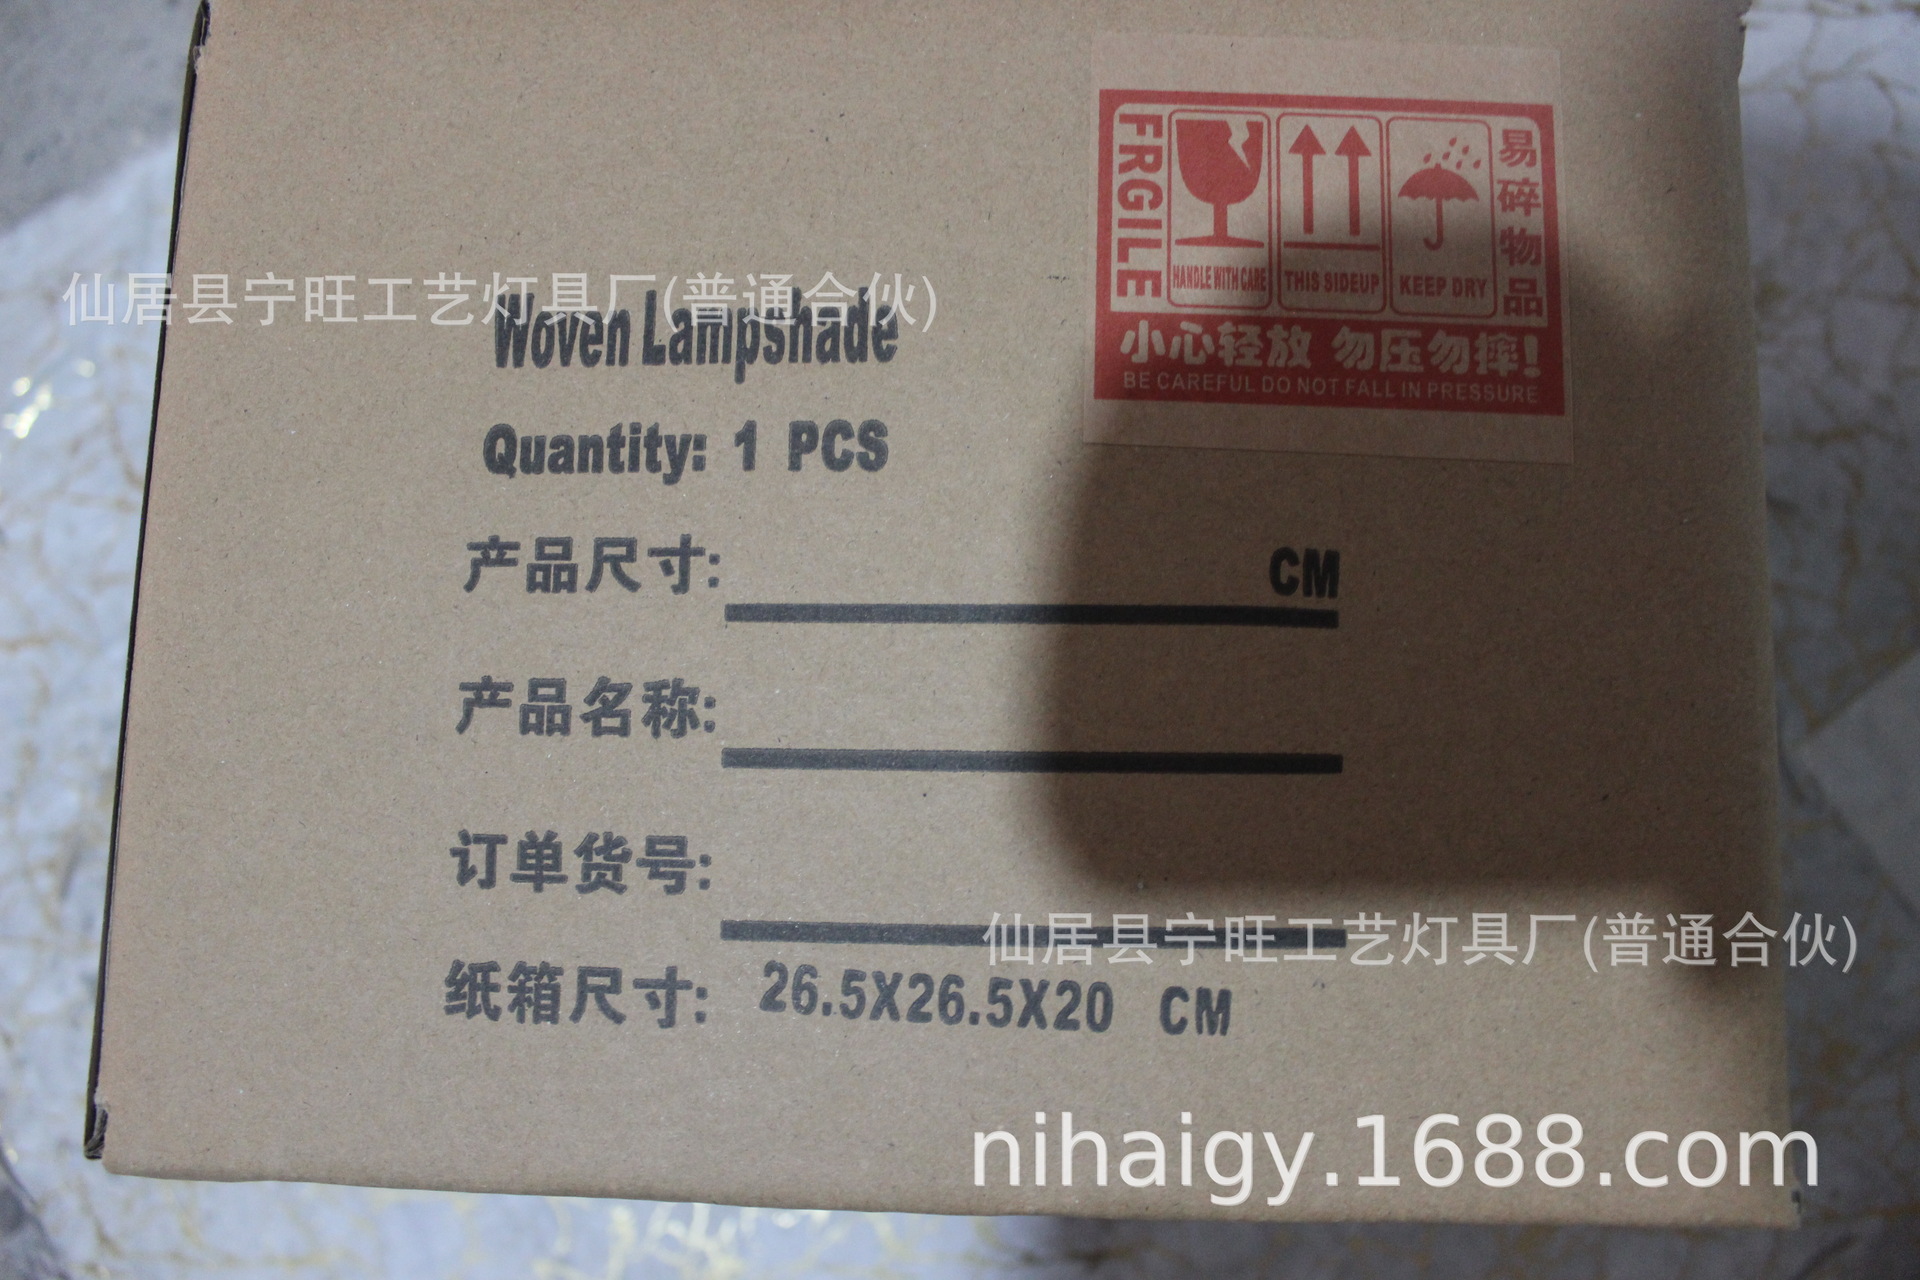 FRGILE
HANDLE WITH CARE
THIS SIDEUP
KEEP DRY
易碎物品
小心轻放 勿压勿摔!
BE CAREFUL DO NOT FALL IN PRESSURE
仙居县宁旺工艺灯具厂(普通合伙)
Woven Lampshade
Quantity: 1 PCS
产品尺寸: CM
产品名称:
订单货号:
仙居县宁旺工艺灯具厂(普通合伙)
纸箱尺寸: 26.5X26.5X20 CM
nihaigy.1688.com